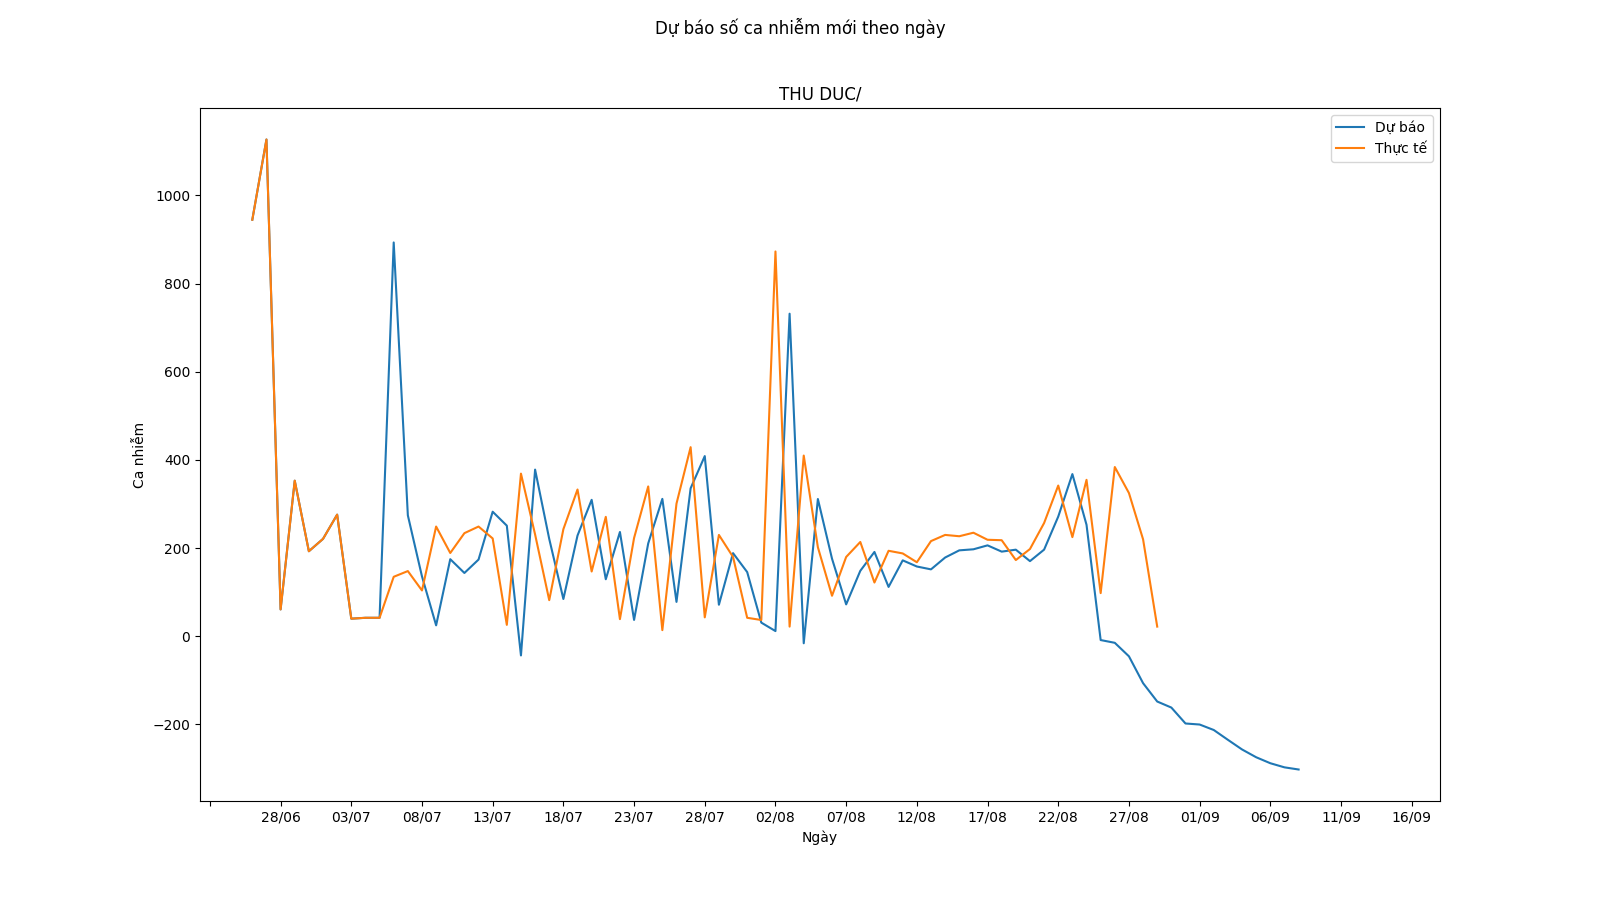 Dự báo số ca nhiễm mới theo ngày
THU DUC/
Dự báo
Thực tế
Ca nhiễm
1000
800
600
400
200
0
−200
28/06 03/07 08/07 13/07 18/07 23/07 28/07 02/08 07/08 12/08 17/08 22/08 27/08 01/09 06/09 11/09 16/09
Ngày